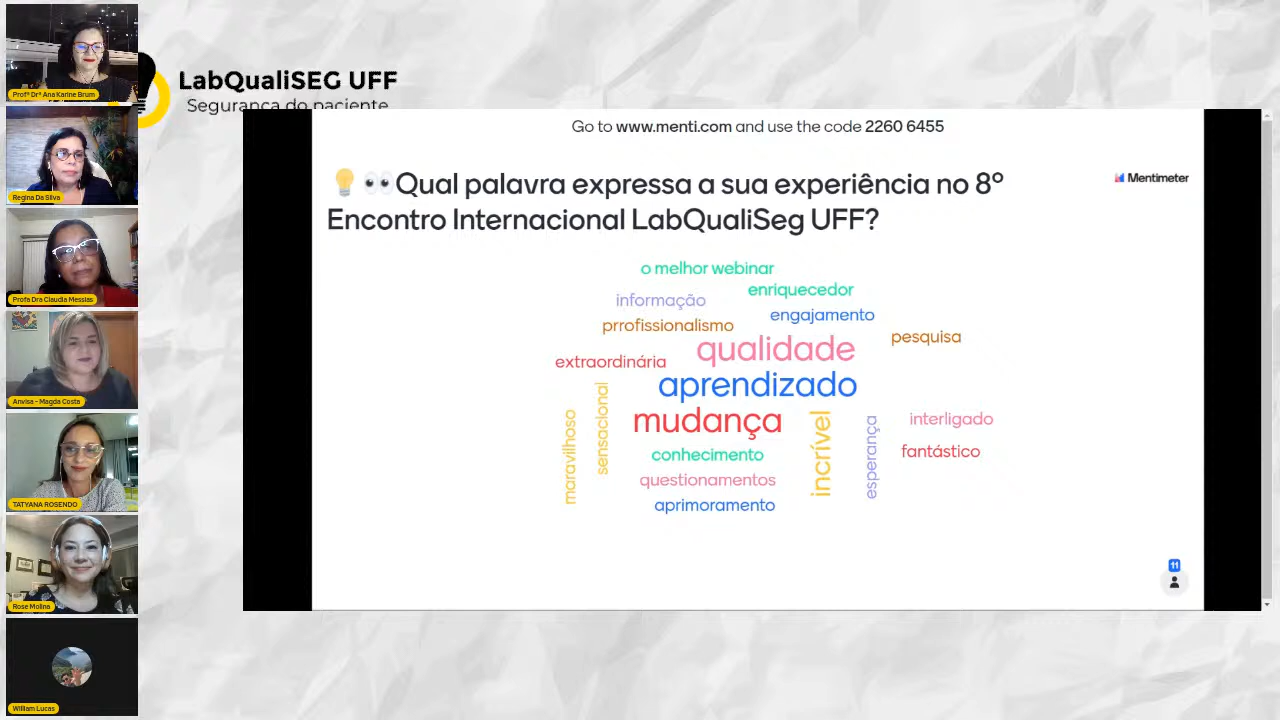 LabQualiSEG UFF
Segurança do paciente
Go to www.menti.com and use the code 2260 6455
Qual palavra expressa a sua experiência no 8º
Encontro Internacional LabQualiSeg UFF?
Mentimeter
o melhor webinar
enriquecedor
informação
engajamento
prrofissionalismo
pesquisa
qualidade
extraordinária
aprendizado
maravilhoso
sensacional
mudança
incrível
esperança
interligado
fantástico
conhecimento
questionamentos
aprimoramento
11
Profª Drª Ana Karine Brum
Regina Da Silva
Profa Dra Claudia Messias
Anvisa - Magda Costa
TATYANA ROSENDO
Rose Molina
William Lucas